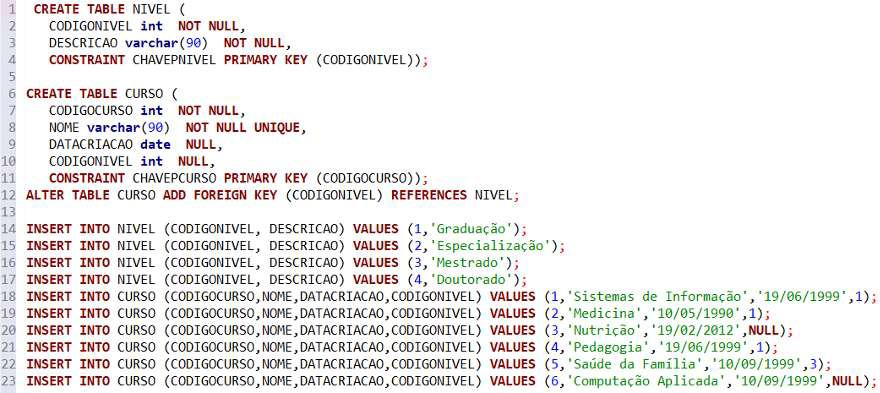 1 CREATE TABLE NIVEL (
2 CODIGONIVEL int NOT NULL,
3 DESCRICAO varchar(90) NOT NULL,
4 CONSTRAINT CHAVEPNIVEL PRIMARY KEY (CODIGONIVEL));
5
6 CREATE TABLE CURSO (
7 CODIGOCURSO int NOT NULL,
8 NOME varchar(90) NOT NULL UNIQUE,
9 DATACRIACAO date NULL,
10 CODIGONIVEL int NULL,
11 CONSTRAINT CHAVEPCURSO PRIMARY KEY (CODIGOCURSO));
12 ALTER TABLE CURSO ADD FOREIGN KEY (CODIGONIVEL) REFERENCES NIVEL;
13
14 INSERT INTO NIVEL (CODIGONIVEL, DESCRICAO) VALUES (1,'Graduação');
15 INSERT INTO NIVEL (CODIGONIVEL, DESCRICAO) VALUES (2,'Especialização');
16 INSERT INTO NIVEL (CODIGONIVEL, DESCRICAO) VALUES (3,'Mestrado');
17 INSERT INTO NIVEL (CODIGONIVEL, DESCRICAO) VALUES (4,'Doutorado');
18 INSERT INTO CURSO (CODIGOCURSO,NOME,DATACRIACAO,CODIGONIVEL) VALUES (1,'Sistemas de Informação','19/06/1999',1);
19 INSERT INTO CURSO (CODIGOCURSO,NOME,DATACRIACAO,CODIGONIVEL) VALUES (2,'Medicina','10/05/1990',1);
20 INSERT INTO CURSO (CODIGOCURSO,NOME,DATACRIACAO,CODIGONIVEL) VALUES (3,'Nutrição','19/02/2012',NULL);
21 INSERT INTO CURSO (CODIGOCURSO,NOME,DATACRIACAO,CODIGONIVEL) VALUES (4,'Pedagogia','19/06/1999',1);
22 INSERT INTO CURSO (CODIGOCURSO,NOME,DATACRIACAO,CODIGONIVEL) VALUES (5,'Saúde da Família','10/09/1999',3);
23 INSERT INTO CURSO (CODIGOCURSO,NOME,DATACRIACAO,CODIGONIVEL) VALUES (6,'Computação Aplicada','10/09/1999',NULL);